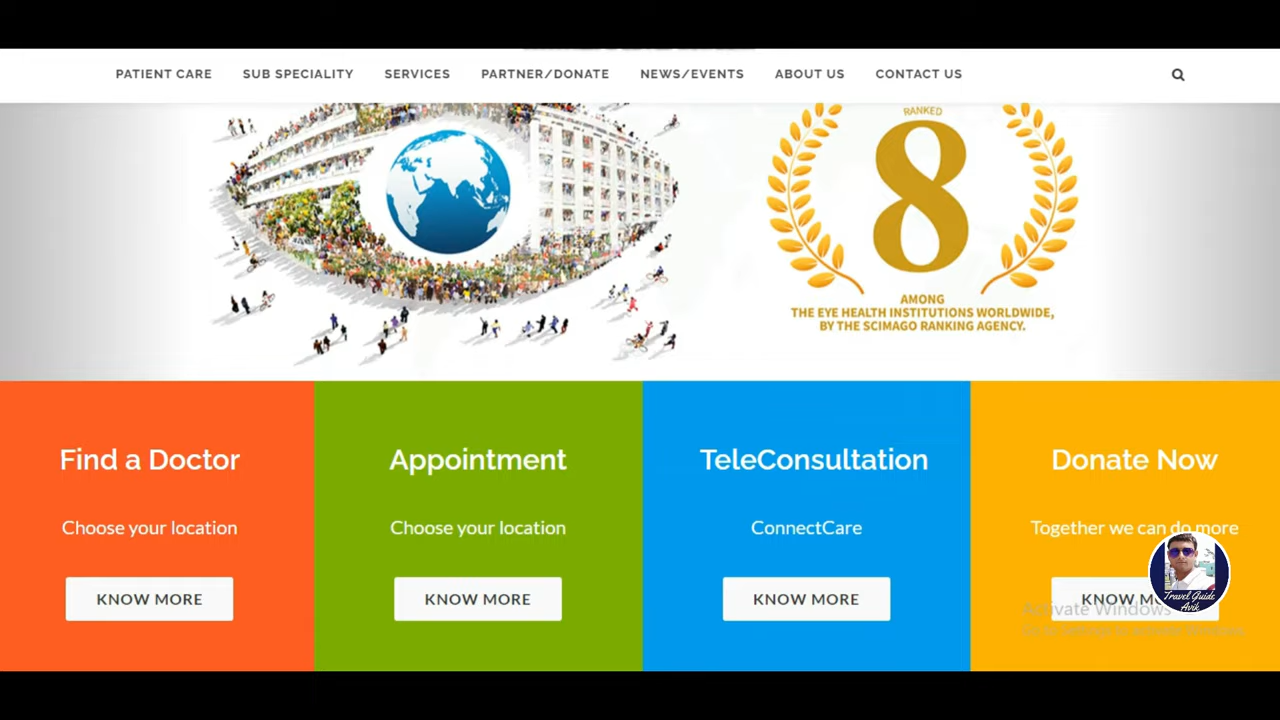 PATIENT CARE SUB SPECIALITY SERVICES PARTNER/DONATE NEWS/EVENTS ABOUT US CONTACT US
RANKED
8
AMONG
THE EYE HEALTH INSTITUTIONS WORLDWIDE,
BY THE SCIMAGO RANKING AGENCY.
Find a Doctor
Choose your location
KNOW MORE
Appointment
Choose your location
KNOW MORE
TeleConsultation
ConnectCare
KNOW MORE
Donate Now
Together we can do more
KNOW
Travel Guide
Avik
Activate Windows